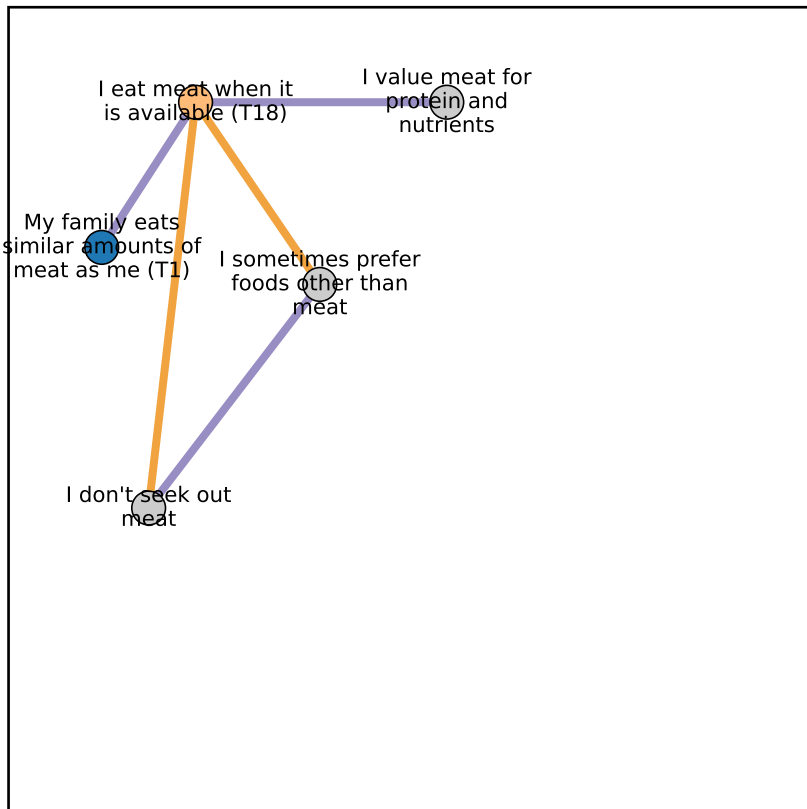 I eat meat when it
is available (T18)
I value meat for
protein and
nutrients
My family eats
similar amounts of
meat as me (T1)
I sometimes prefer
foods other than
meat
I don't seek out
meat